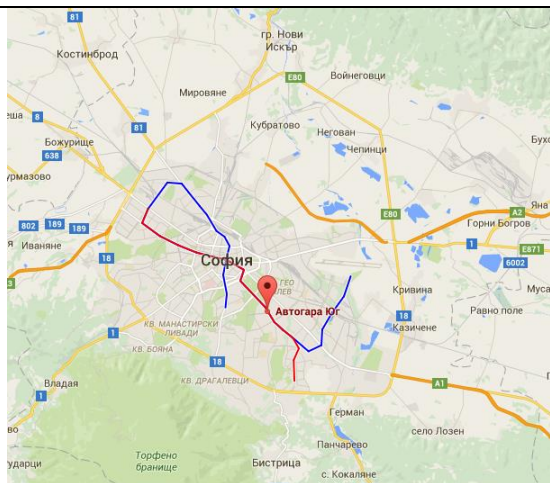 81
гр. Нови
Искър
Костинброд
E80
Войнеговци
Мировяне
8
Кубратово
Негован
81
Божурище
Чепинци
638
Яна
802
189
189
E80
A2
Иваняне
1
Горни Богров
18
E871
София
6002
Кривина
Автогара Юг
Равно поле
КВ. МАНАСТИРСКИ
ЛИВАДИ
18
Казичене
1
КВ. БОЯНА
18
КВ. ДРАГАЛЕВЦИ
A1
Владая
1
Герман
село Лозен
Панчарево
Торфено
бранище
Бистрица
с. Кокаляне